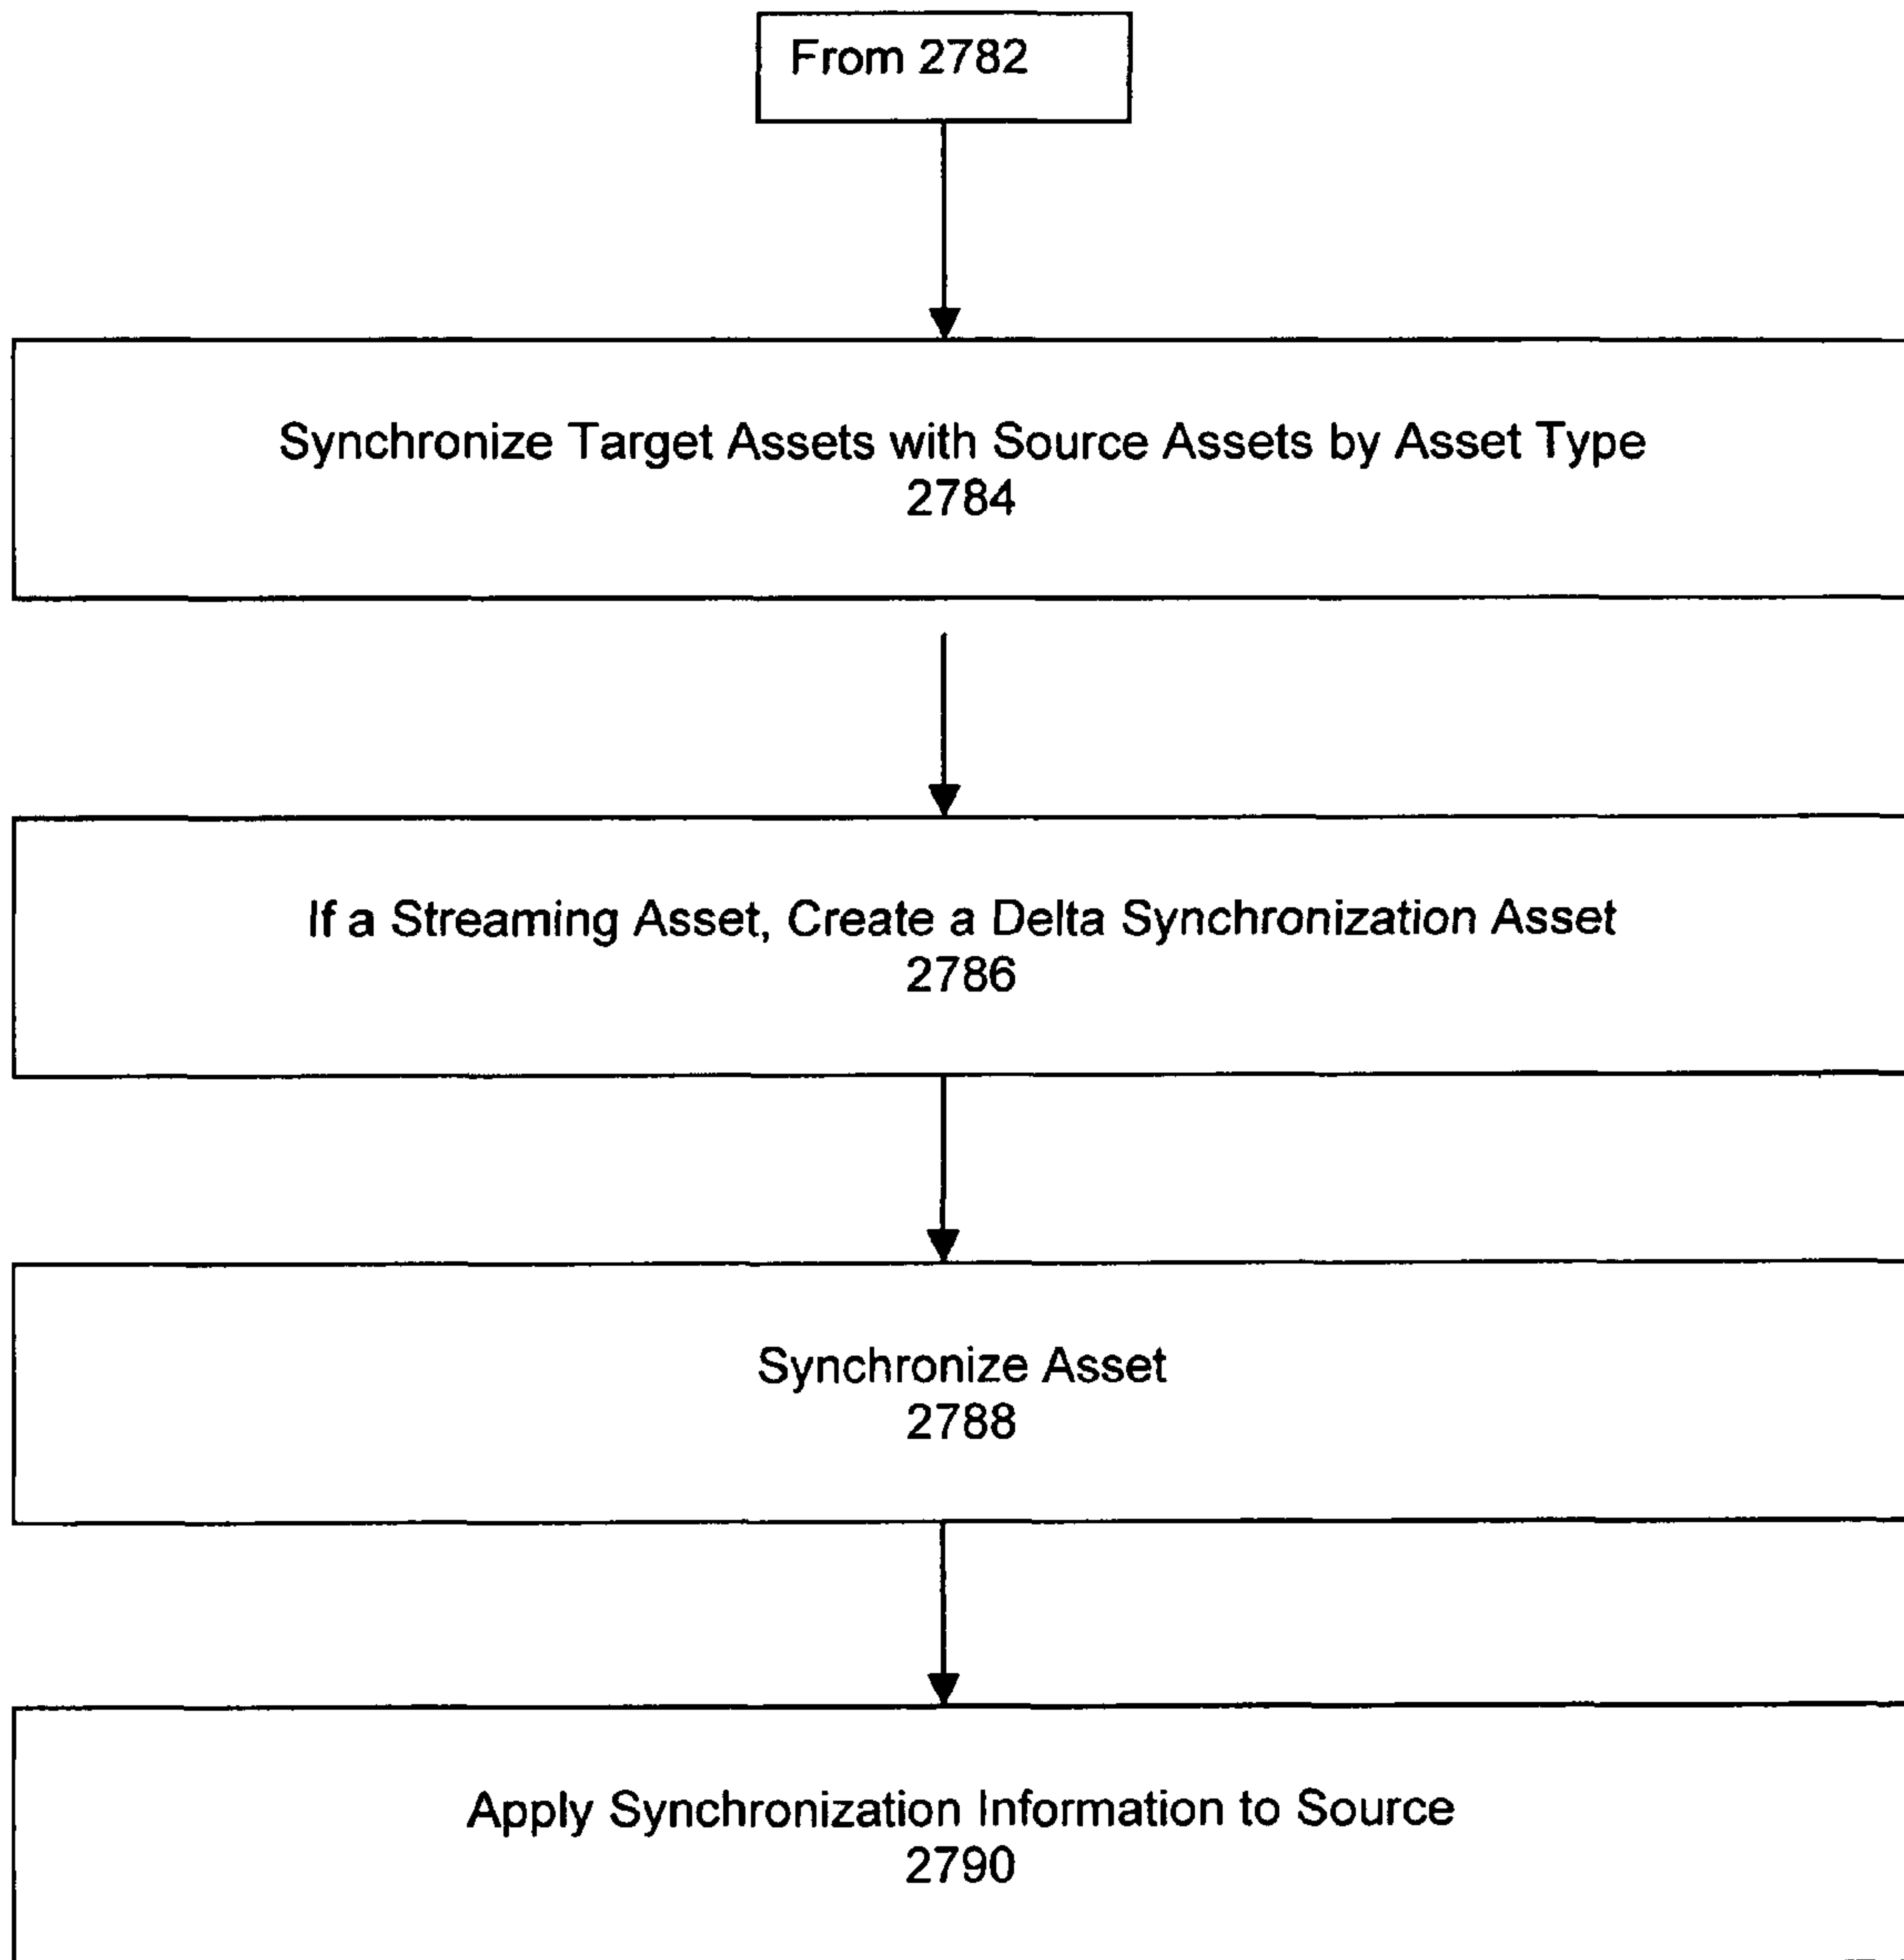 From 2782
Synchronize Target Assets with Source Assets by Asset Type
2784
If a Streaming Asset, Create a Delta Synchronization Asset
2786
Synchronize Asset
2788
Apply Synchronization Information to Source
2790